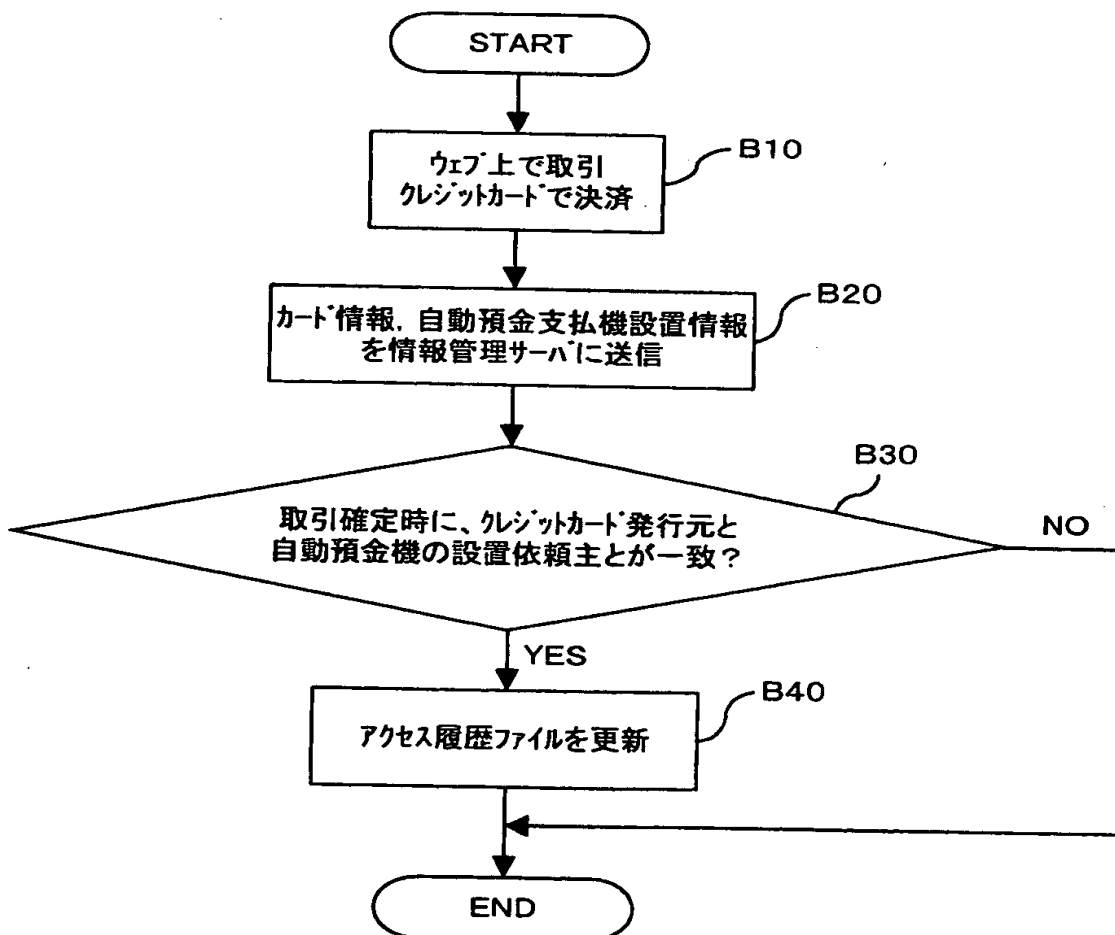 START
ウェブ上で取引
クレジットカードで決済
B10
カード情報，自動預金支払機設置情報
を情報管理サーバに送信
B20
取引確定時に、クレジットカード発行元と
自動預金機の設置依頼主とが一致？
B30
NO
YES
アクセス履歴ファイルを更新
B40
END